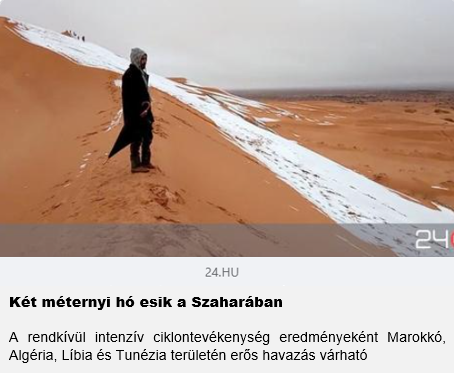 24
24.HU
Két méternyi hó esik a Szaharában
A rendkívül intenzív ciklontevékenység eredményeként Marokkó,
Algéria, Líbia és Tunézia területén erős havazás várható